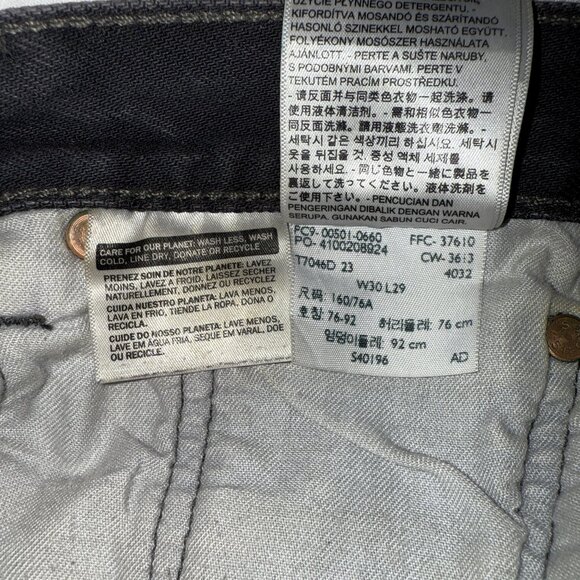 UŻYCIE PŁYNNEGO DETERGENTU. -
KIFORDÍTVA MOSANDÓ ÉS SZÁRÍTANDÓ
HASONLÓ SZÍNEKKEL MOSHATÓ EGYÜTT.
FOLYÉKONY MOSÓSZER HASZNÁLATA
AJÁNLOTT. - PERTE A SUŠTE NARUBY,
S PODOBNÝMI BARVAMI. PERTE V
TEKUTÉM PRACÍM PROSTŘEDKU.
- 请反面并与同类色衣物一起洗涤。请
使用液体清洁剂。 - 需和相似色衣物一
同反面洗滌。請用液態洗衣劑洗滌。 -
세탁시 같은 색상끼리 하십시요. 세탁시
옷을 뒤집을 것. 중성 액체 세제를
사용하세요. - 同じ色物と一緒に製品を
裏返して洗ってください。液体洗剤をご
使用ください。 - PENCUCIAN DAN
PENGERINGAN DIBALIK DENGAN WARNA
SERUPA. GUNAKAN SABUN CUCI CAIR.
CARE FOR OUR PLANET: WASH LESS, WASH
COLD, LINE DRY, DONATE OR RECYCLE
PRENEZ SOIN DE NOTRE PLANÈTE: LAVEZ
MOINS, LAVEZ À FROID, LAISSEZ SÉCHER
NATURELLEMENT, DONNEZ OU RECYCLEZ.
CUIDA NUESTRO PLANETA: LAVA MENOS,
LAVA EN FRÍO, TIENDE LA ROPA, DONA O
RECICLA.
CUIDE DO NOSSO PLANETA: LAVE MENOS,
LAVE EM ÁGUA FRIA, SEQUE EM VARAL, DOE
OU RECICLE.
PC9- 00501-0660 FFC- 37610
PO- 4100208924 CW- 3613
T7046D 23 4032
W30 L29
尺码: 160/76A
호칭 76-92 허리둘레: 76 cm
엉덩이둘레: 92 cm
S40196 AD